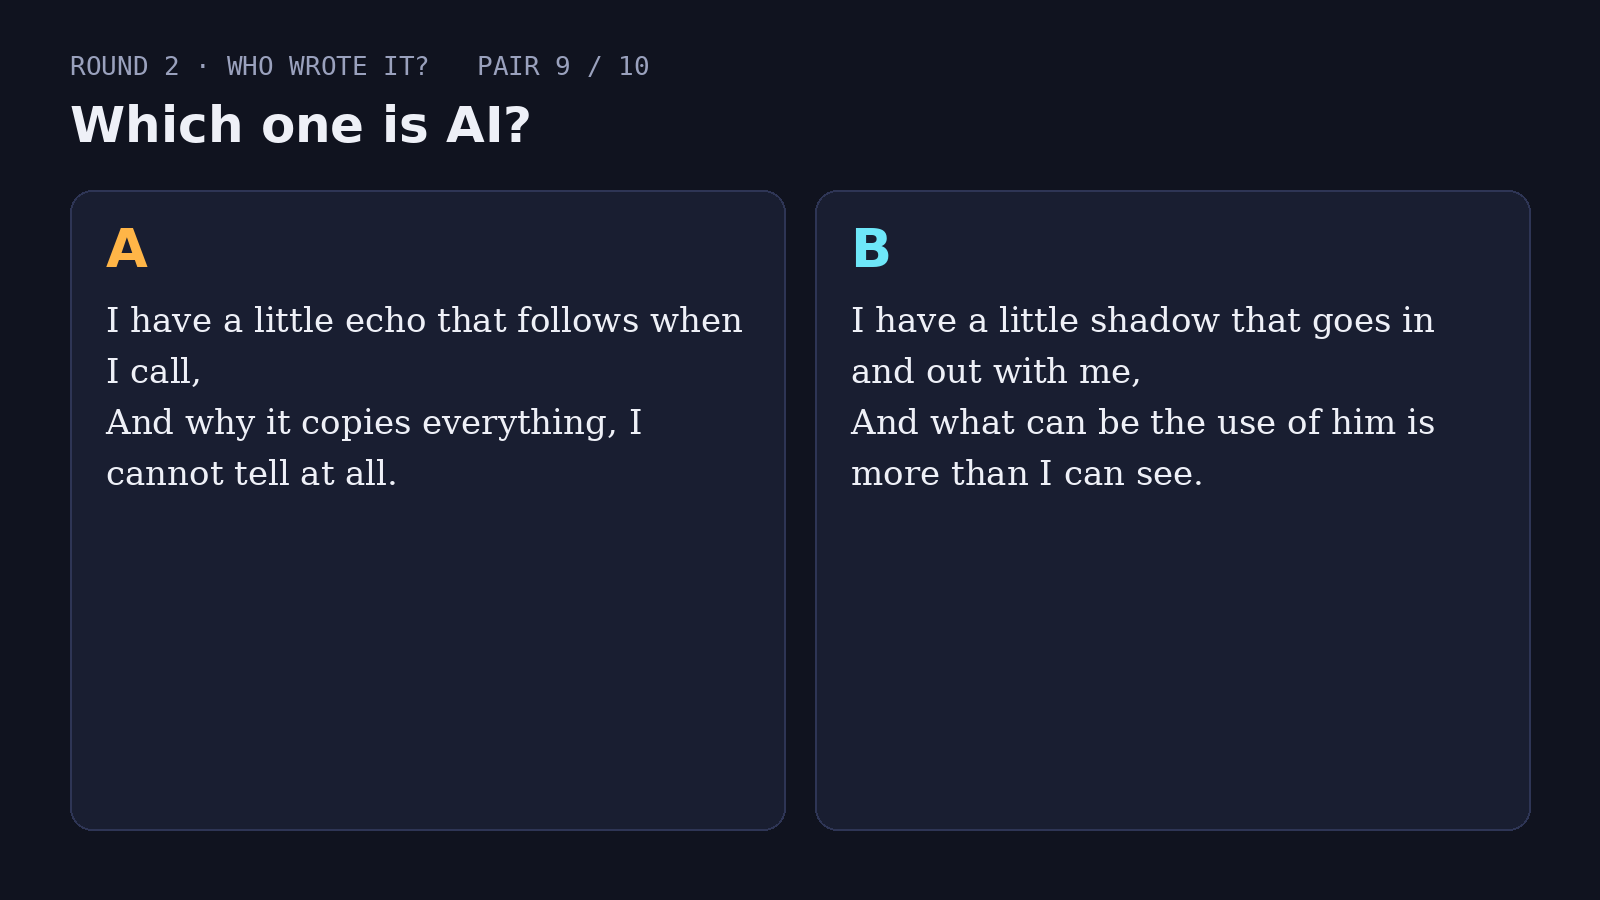 ROUND 2 · WHO WROTE IT?   PAIR 9 / 10
Which one is AI?
A
I have a little echo that follows when
I call,
And why it copies everything, I
cannot tell at all.
B
I have a little shadow that goes in
and out with me,
And what can be the use of him is
more than I can see.